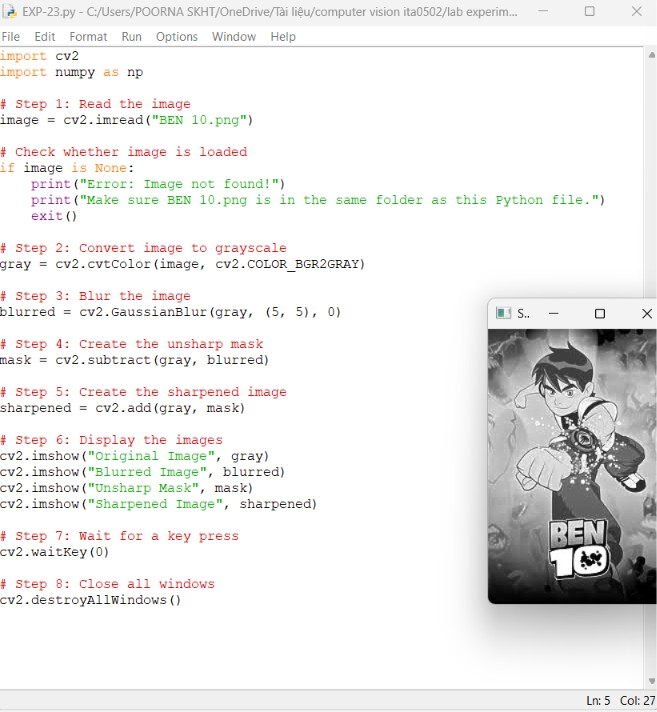 EXP-23.py - C:/Users/POORNA SKHT/OneDrive/Tài liệu/computer vision ita0502/lab experim...
File Edit Format Run Options Window Help
import cv2
import numpy as np
# Step 1: Read the image
image = cv2.imread("BEN 10.png")
# Check whether image is loaded
if image is None:
    print("Error: Image not found!")
    print("Make sure BEN 10.png is in the same folder as this Python file.")
    exit()
# Step 2: Convert image to grayscale
gray = cv2.cvtColor(image, cv2.COLOR_BGR2GRAY)
# Step 3: Blur the image
blurred = cv2.GaussianBlur(gray, (5, 5), 0)
# Step 4: Create the unsharp mask
mask = cv2.subtract(gray, blurred)
# Step 5: Create the sharpened image
sharpened = cv2.add(gray, mask)
# Step 6: Display the images
cv2.imshow("Original Image", gray)
cv2.imshow("Blurred Image", blurred)
cv2.imshow("Unsharp Mask", mask)
cv2.imshow("Sharpened Image", sharpened)
# Step 7: Wait for a key press
cv2.waitKey(0)
# Step 8: Close all windows
cv2.destroyAllWindows()
S..
BEN
10
Ln: 5 Col: 27